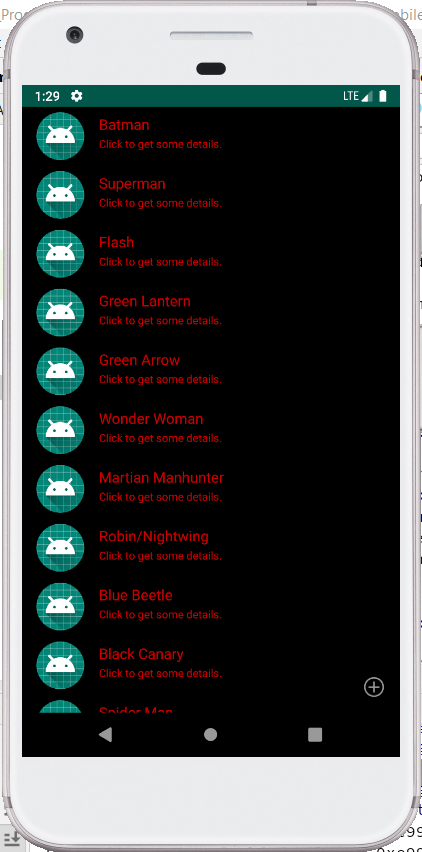 1:29 LTE
Batman
Click to get some details.
Superman
Click to get some details.
Flash
Click to get some details.
Green Lantern
Click to get some details.
Green Arrow
Click to get some details.
Wonder Woman
Click to get some details.
Martian Manhunter
Click to get some details.
Robin/Nightwing
Click to get some details.
Blue Beetle
Click to get some details.
Black Canary
Click to get some details.
Spider Man